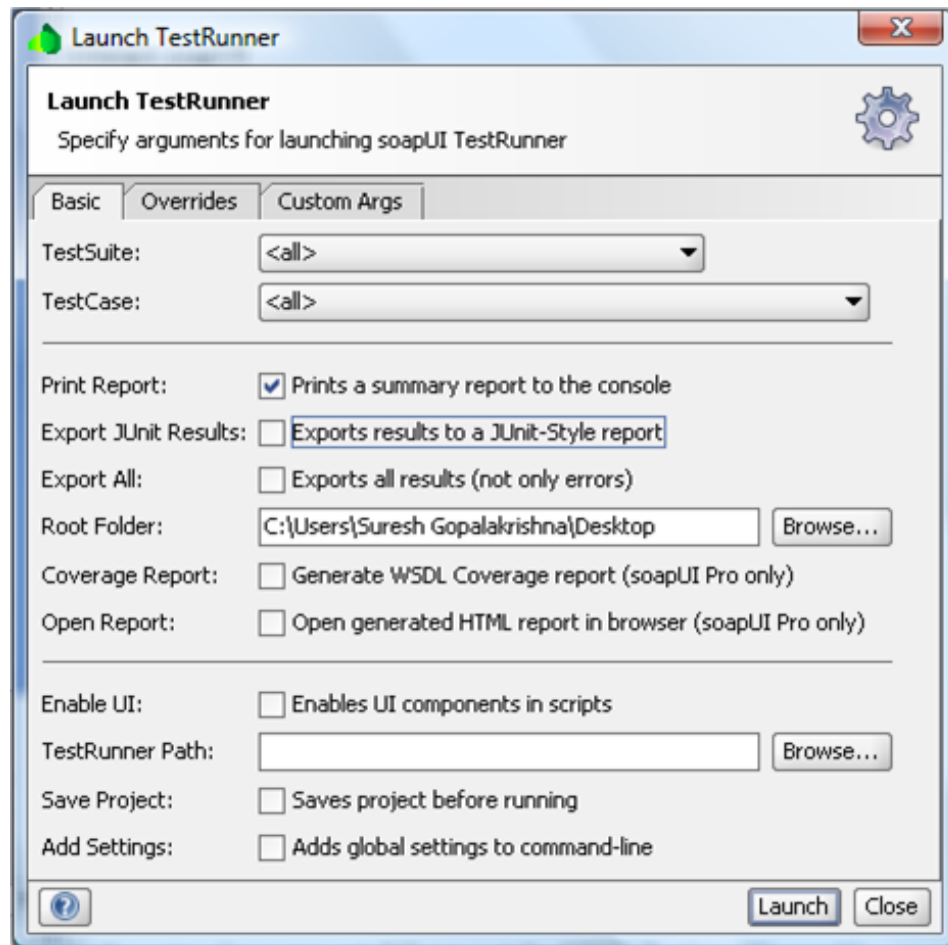 Launch TestRunner
Launch TestRunner
Specify arguments for launching soapUI TestRunner
Basic Overrides Custom Args
TestSuite: <all>
TestCase: <all>
Print Report: Prints a summary report to the console
Export JUnit Results: Exports results to a JUnit-Style report
Export All: Exports all results (not only errors)
Root Folder: C:\Users\Suresh Gopalakrishna\Desktop Browse...
Coverage Report: Generate WSDL Coverage report (soapUI Pro only)
Open Report: Open generated HTML report in browser (soapUI Pro only)
Enable UI: Enables UI components in scripts
TestRunner Path: Browse...
Save Project: Saves project before running
Add Settings: Adds global settings to command-line
? Launch Close